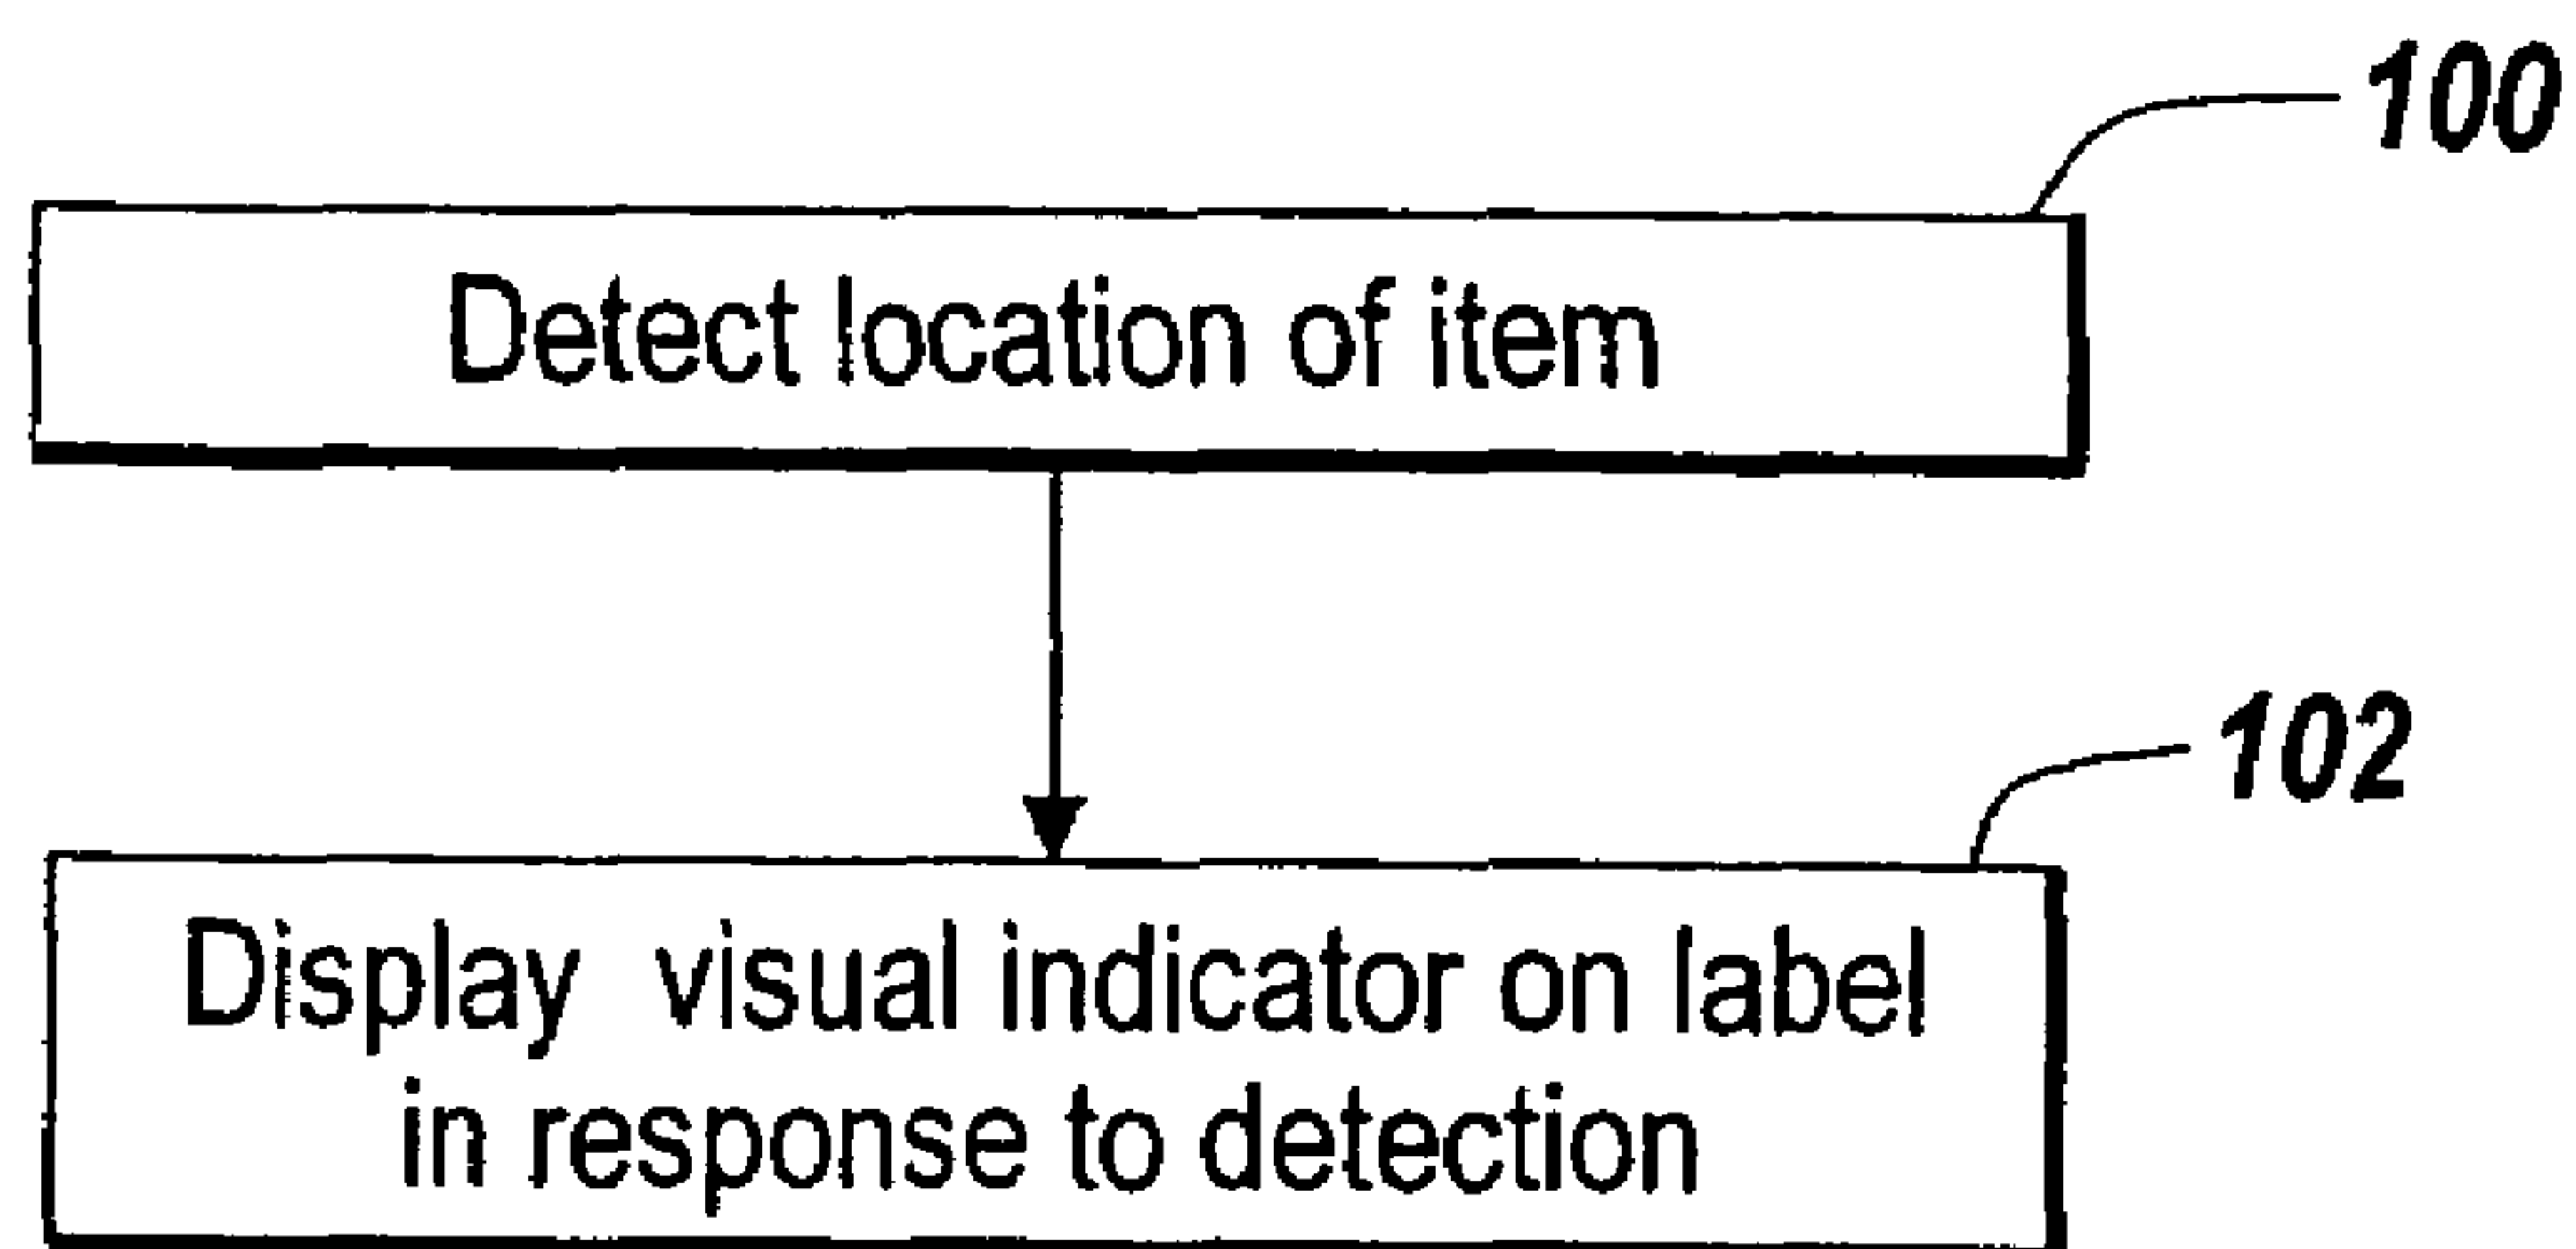 100
Detect location of item
102
Display visual indicator on label
in response to detection